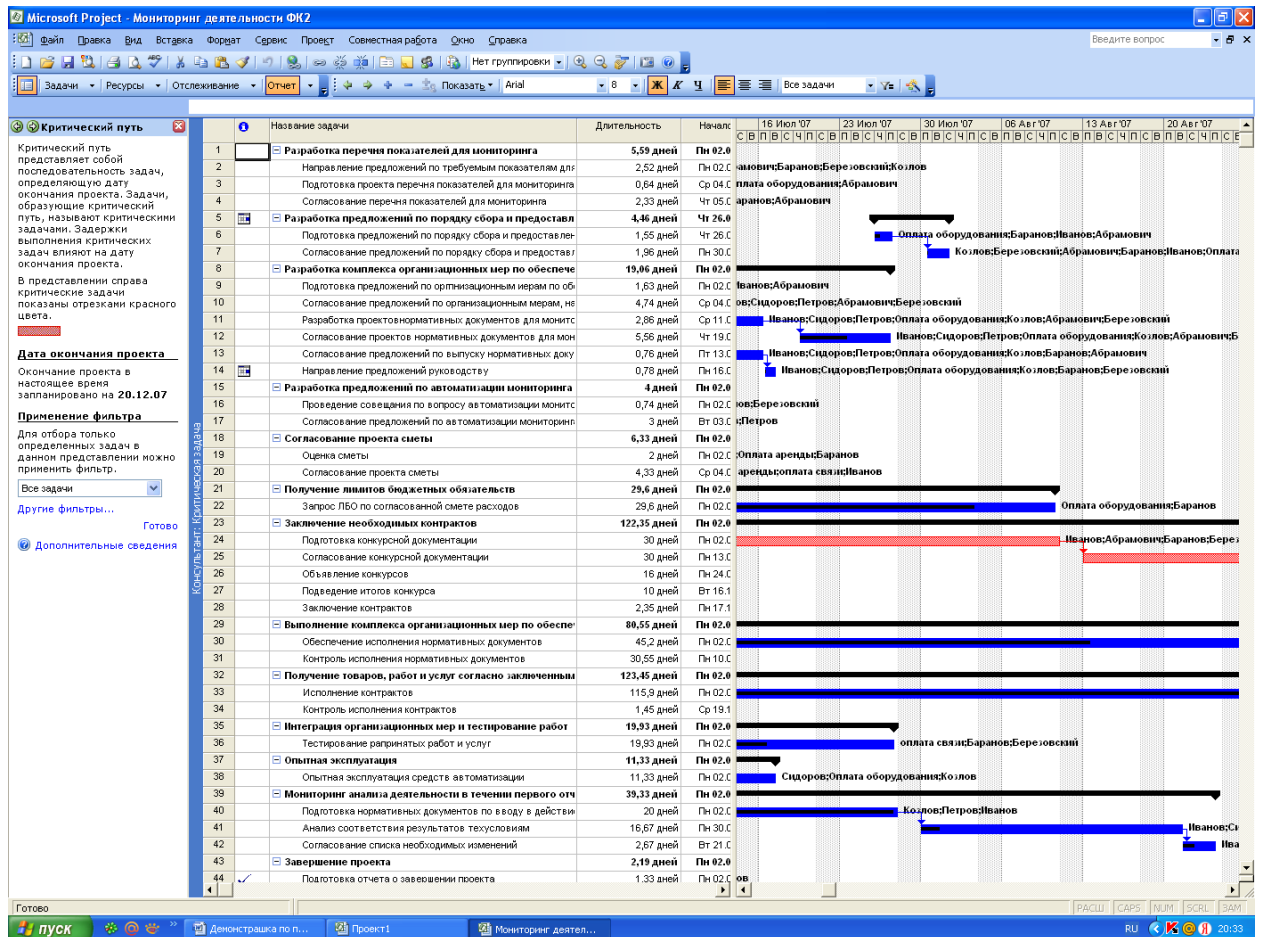 Microsoft Project - Мониторинг деятельности ФК2
Файл Правка Вид Вставка Формат Сервис Проект Совместная работа Окно Справка
Введите вопрос
Нет группировки
Задачи Ресурсы Отслеживание Отчет Показать Arial 8 Ж К Ч Все задачи
Критический путь
Критический путь
представляет собой
последовательность задач,
определяющую дату
окончания проекта. Задачи,
образующие критический
путь, называют критическими
задачами. Задержки
выполнения критических
задач влияют на дату
окончания проекта.
В представлении справа
критические задачи
показаны отрезками красного
цвета.
Дата окончания проекта
Окончание проекта в
настоящее время
запланировано на 20.12.07
Применение фильтра
Для отбора только
определенных задач в
данном представлении можно
применить фильтр.
Все задачи
Другие фильтры...
Готово
Дополнительные сведения
Консультант: Критическая задача
Название задачи Длительность Начало
16 Июл '07 23 Июл '07 30 Июл '07 06 Авг '07 13 Авг '07 20 Авг '07
С В П В С Ч П С В П В С Ч П С В П В С Ч П С В П В С Ч П С В П В С Ч П С В П В С Ч П С В
1 Разработка перечня показателей для мониторинга 5,59 дней Пн 02.0
2 Направление предложений по требуемым показателям для 2,52 дней Пн 02.0 амович;Баранов;Березовский;Козлов
3 Подготовка проекта перечня показателей для мониторинга 0,64 дней Ср 04.0 плата оборудования;Абрамович
4 Согласование перечня показателей для мониторинга 2,33 дней Чт 05.0 аранов;Абрамович
5 Разработка предложений по порядку сбора и предоставл 4,46 дней Чт 26.0
6 Подготовка предложений по порядку сбора и предоставлен 1,55 дней Чт 26.0 Оплата оборудования;Баранов;Иванов;Абрамович
7 Согласование предложений по порядку сбора и предоставл 1,96 дней Пн 30.0 Козлов;Березовский;Абрамович;Баранов;Иванов;Оплата
8 Разработка комплекса организационных мер по обеспече 19,06 дней Пн 02.0
9 Подготовка предложений по оргпнизационным иерам по об 1,63 дней Пн 02.0 Иванов;Абрамович
10 Согласование предложений по организационным мерам, не 4,74 дней Ср 04.0 ов;Сидоров;Петров;Абрамович;Березовский
11 Разработка проектовнормативных документов для монитс 2,86 дней Ср 11.0 Иванов;Сидоров;Петров;Оплата оборудования;Козлов;Абрамович;Березовский
12 Согласование проектов нормативных документов для мон 5,56 дней Чт 19.0 Иванов;Сидоров;Петров;Оплата оборудования;Козлов;Абрамович;Б
13 Согласование предложений по выпуску нормативных доку 0,76 дней Пт 13.0 Иванов;Сидоров;Петров;Оплата оборудования;Козлов;Баранов;Абрамович
14 Направление предложений руководству 0,78 дней Пн 16.0 Иванов;Сидоров;Петров;Оплата оборудования;Козлов;Баранов;Березовский
15 Разработка предложений по автоматизации мониторинга 4 дней Пн 02.0
16 Проведение совещания по вопросу автоматизации монитс 0,74 дней Пн 02.0 ов;Березовский
17 Согласование предложений по автоматизации мониторинг 3 дней Вт 03.0 ;Петров
18 Согласование проекта сметы 6,33 дней Пн 02.0
19 Оценка сметы 2 дней Пн 02.0 ;Оплата аренды;Баранов
20 Согласование проекта сметы 4,33 дней Ср 04.0 аренды;оплата связи;Иванов
21 Получение лимитов бюджетных обязательств 29,6 дней Пн 02.0
22 Запрос ЛБО по согласованной смете расходов 29,6 дней Пн 02.0 Оплата оборудования;Баранов
23 Заключение необходимых контрактов 122,35 дней Пн 02.0
24 Подготовка конкурсной документации 30 дней Пн 02.0 Иванов;Абрамович;Баранов;Берез
25 Согласование конкурсной документации 30 дней Пн 13.0
26 Объявление конкурсов 16 дней Пн 24.0
27 Подведение итогов конкурса 10 дней Вт 16.1
28 Заключение контрактов 2,35 дней Пн 17.1
29 Выполнение комплекса организационных мер по обеспе 80,55 дней Пн 02.0
30 Обеспечение исполнения нормативных документов 45,2 дней Пн 02.0
31 Контроль исполнения нормативных документов 30,55 дней Пн 10.0
32 Получение товаров, работ и услуг согласно заключенным 123,45 дней Пн 02.0
33 Исполнение контрактов 115,9 дней Пн 02.0
34 Контроль исполнения контрактов 1,45 дней Ср 19.1
35 Интеграция организационных мер и тестирование работ 19,93 дней Пн 02.0
36 Тестирование рапринятых работ и услуг 19,93 дней Пн 02.0 оплата связи;Баранов;Березовский
37 Опытная эксплуатация 11,33 дней Пн 02.0
38 Опытная эксплуатация средств автоматизации 11,33 дней Пн 02.0 Сидоров;Оплата оборудования;Козлов
39 Мониторинг анализа деятельности в течении первого отч 39,33 дней Пн 02.0
40 Подготовка нормативных документов по вводу в действи 20 дней Пн 02.0 Козлов;Петров;Иванов
41 Анализ соответствия результатов техусловиям 16,67 дней Пн 30.0 Иванов;Си
42 Согласование списка необходимых изменений 2,67 дней Вт 21.0 Ива
43 Завершение проекта 2,19 дней Пн 02.0
44 Подготовка отчета о завершении проекта 1,33 дней Пн 02.0 ов
Готово
РАСШ CAPS NUM SCRL ЗАМ
пуск Демонстрашка по п... Проект1 Мониторинг деятел... RU 20:33